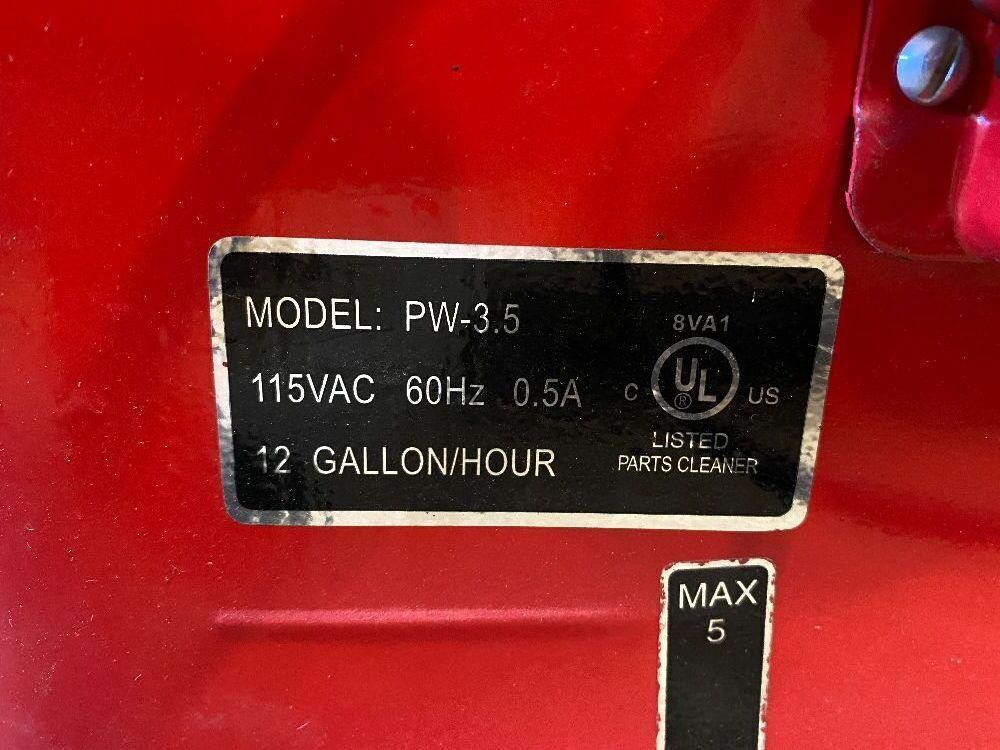 MODEL: PW-3.5
115VAC 60Hz 0.5A
12 GALLON/HOUR
8VA1
C UL® US
LISTED
PARTS CLEANER
MAX
5